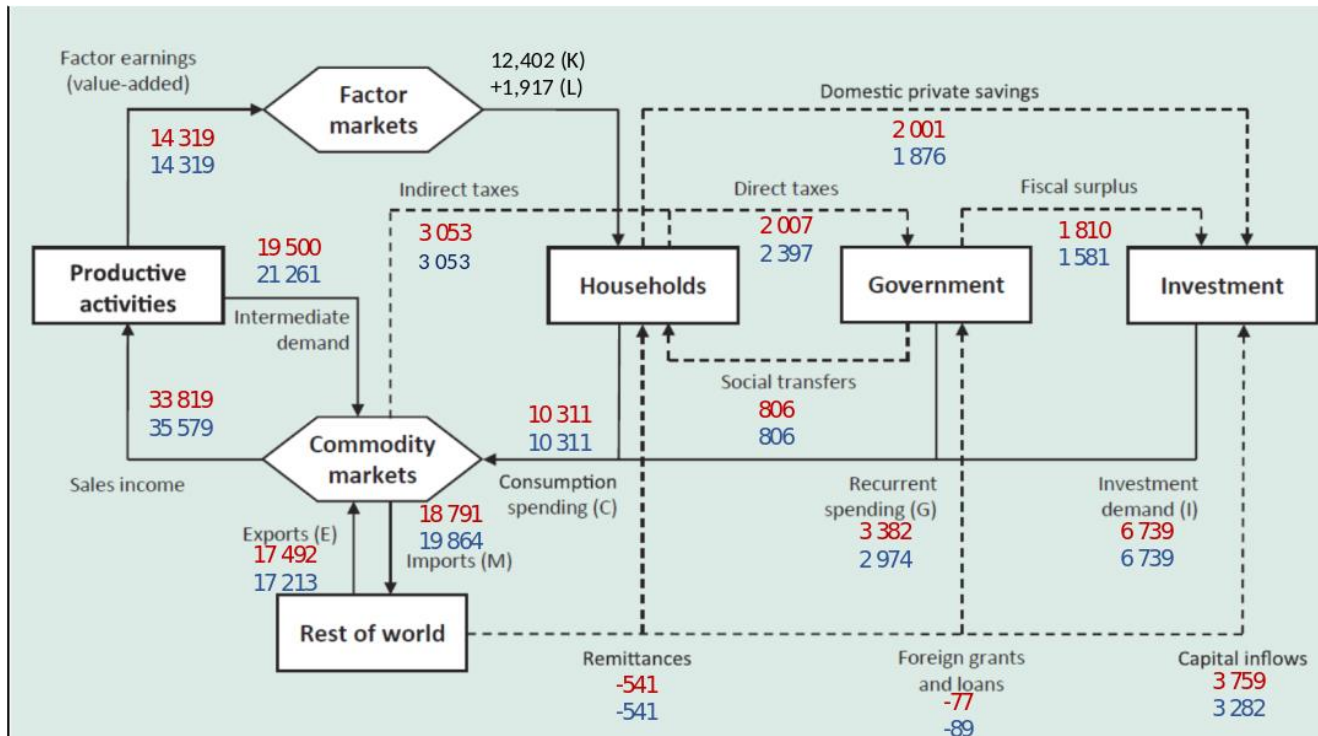 Factor earnings
(value-added)
Factor
markets
12,402 (K)
+1,917 (L)
Domestic private savings
2 001
1 876
14 319
14 319
Indirect taxes
Direct taxes
Fiscal surplus
3 053
3 053
2 007
2 397
1 810
1 581
19 500
21 261
Productive
activities
Households
Government
Investment
Intermediate
demand
Social transfers
806
806
33 819
35 579
10 311
10 311
Commodity
markets
Sales income
Consumption
spending (C)
Recurrent
spending (G)
3 382
2 974
Investment
demand (I)
6 739
6 739
Exports (E)
17 492
17 213
18 791
19 864
Imports (M)
Rest of world
Remittances
-541
-541
Foreign grants
and loans
-77
-89
Capital inflows
3 759
3 282